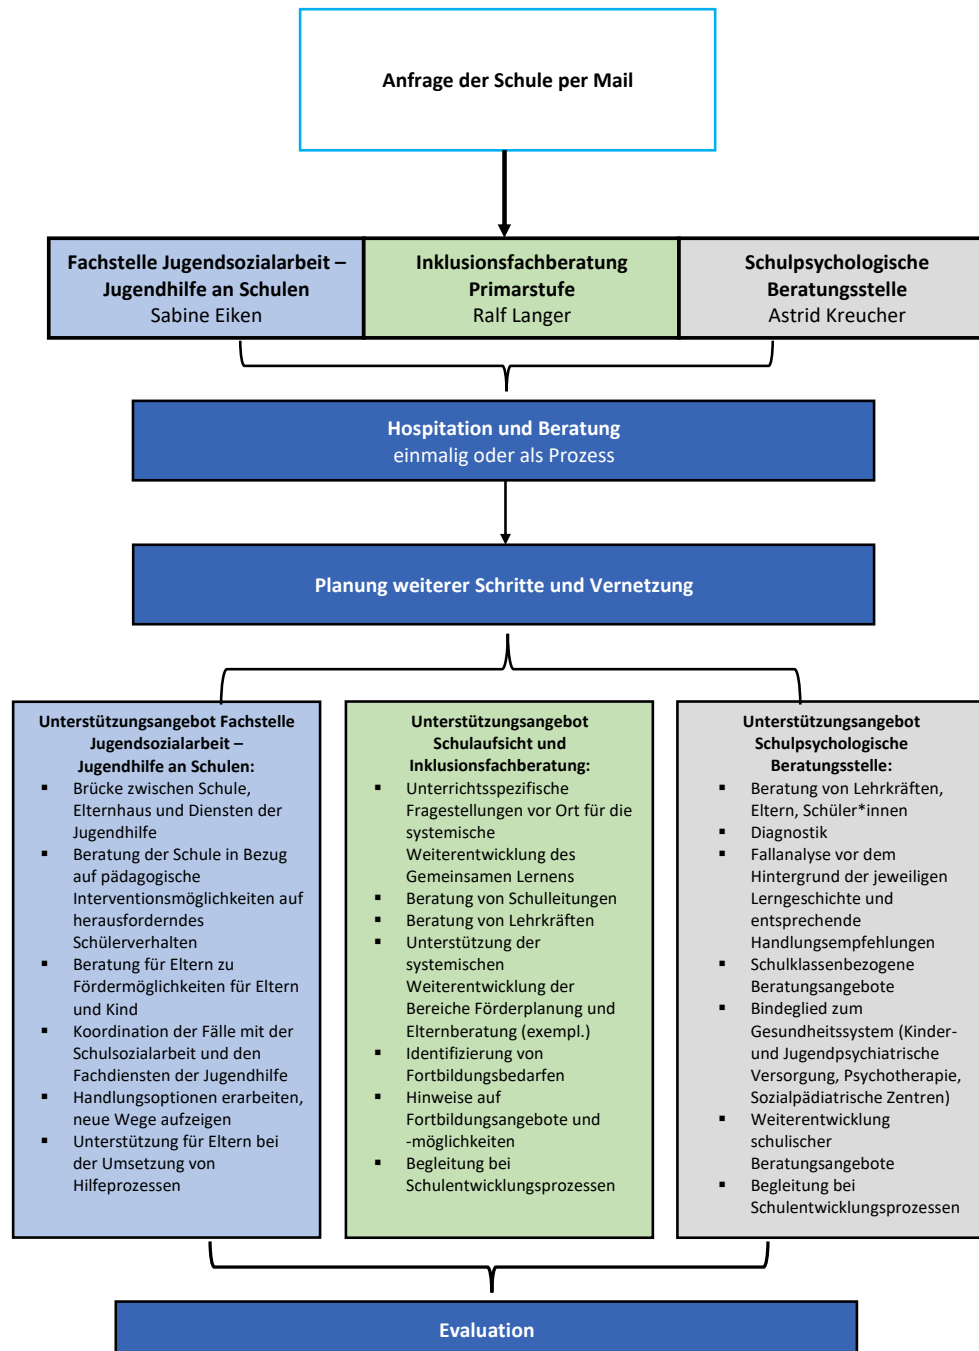 Anfrage der Schule per Mail
Fachstelle Jugendsozialarbeit –
Jugendhilfe an Schulen
Sabine Eiken
Inklusionsfachberatung
Primarstufe
Ralf Langer
Schulpsychologische
Beratungsstelle
Astrid Kreucher
Hospitation und Beratung
einmalig oder als Prozess
Planung weiterer Schritte und Vernetzung
Unterstützungsangebot Fachstelle
Jugendsozialarbeit –
Jugendhilfe an Schulen:
▪ Brücke zwischen Schule,
Elternhaus und Diensten der
Jugendhilfe
▪ Beratung der Schule in Bezug
auf pädagogische
Interventionsmöglichkeiten auf
herausforderndes
Schülerverhalten
▪ Beratung für Eltern zu
Fördermöglichkeiten für Eltern
und Kind
▪ Koordination der Fälle mit der
Schulsozialarbeit und den
Fachdiensten der Jugendhilfe
▪ Handlungsoptionen erarbeiten,
neue Wege aufzeigen
▪ Unterstützung für Eltern bei
der Umsetzung von
Hilfeprozessen
Unterstützungsangebot
Schulaufsicht und
Inklusionsfachberatung:
▪ Unterrichtsspezifische
Fragestellungen vor Ort für die
systemische
Weiterentwicklung des
Gemeinsamen Lernens
▪ Beratung von Schulleitungen
▪ Beratung von Lehrkräften
▪ Unterstützung der
systemischen
Weiterentwicklung der
Bereiche Förderplanung und
Elternberatung (exempl.)
▪ Identifizierung von
Fortbildungsbedarfen
▪ Hinweise auf
Fortbildungsangebote und
-möglichkeiten
▪ Begleitung bei
Schulentwicklungsprozessen
Unterstützungsangebot
Schulpsychologische
Beratungsstelle:
▪ Beratung von Lehrkräften,
Eltern, Schüler*innen
▪ Diagnostik
▪ Fallanalyse vor dem
Hintergrund der jeweiligen
Lerngeschichte und
entsprechende
Handlungsempfehlungen
▪ Schulklassenbezogene
Beratungsangebote
▪ Bindeglied zum
Gesundheitssystem (Kinder-
und Jugendpsychiatrische
Versorgung, Psychotherapie,
Sozialpädiatrische Zentren)
▪ Weiterentwicklung
schulischer
Beratungsangebote
▪ Begleitung bei
Schulentwicklungsprozessen
Evaluation